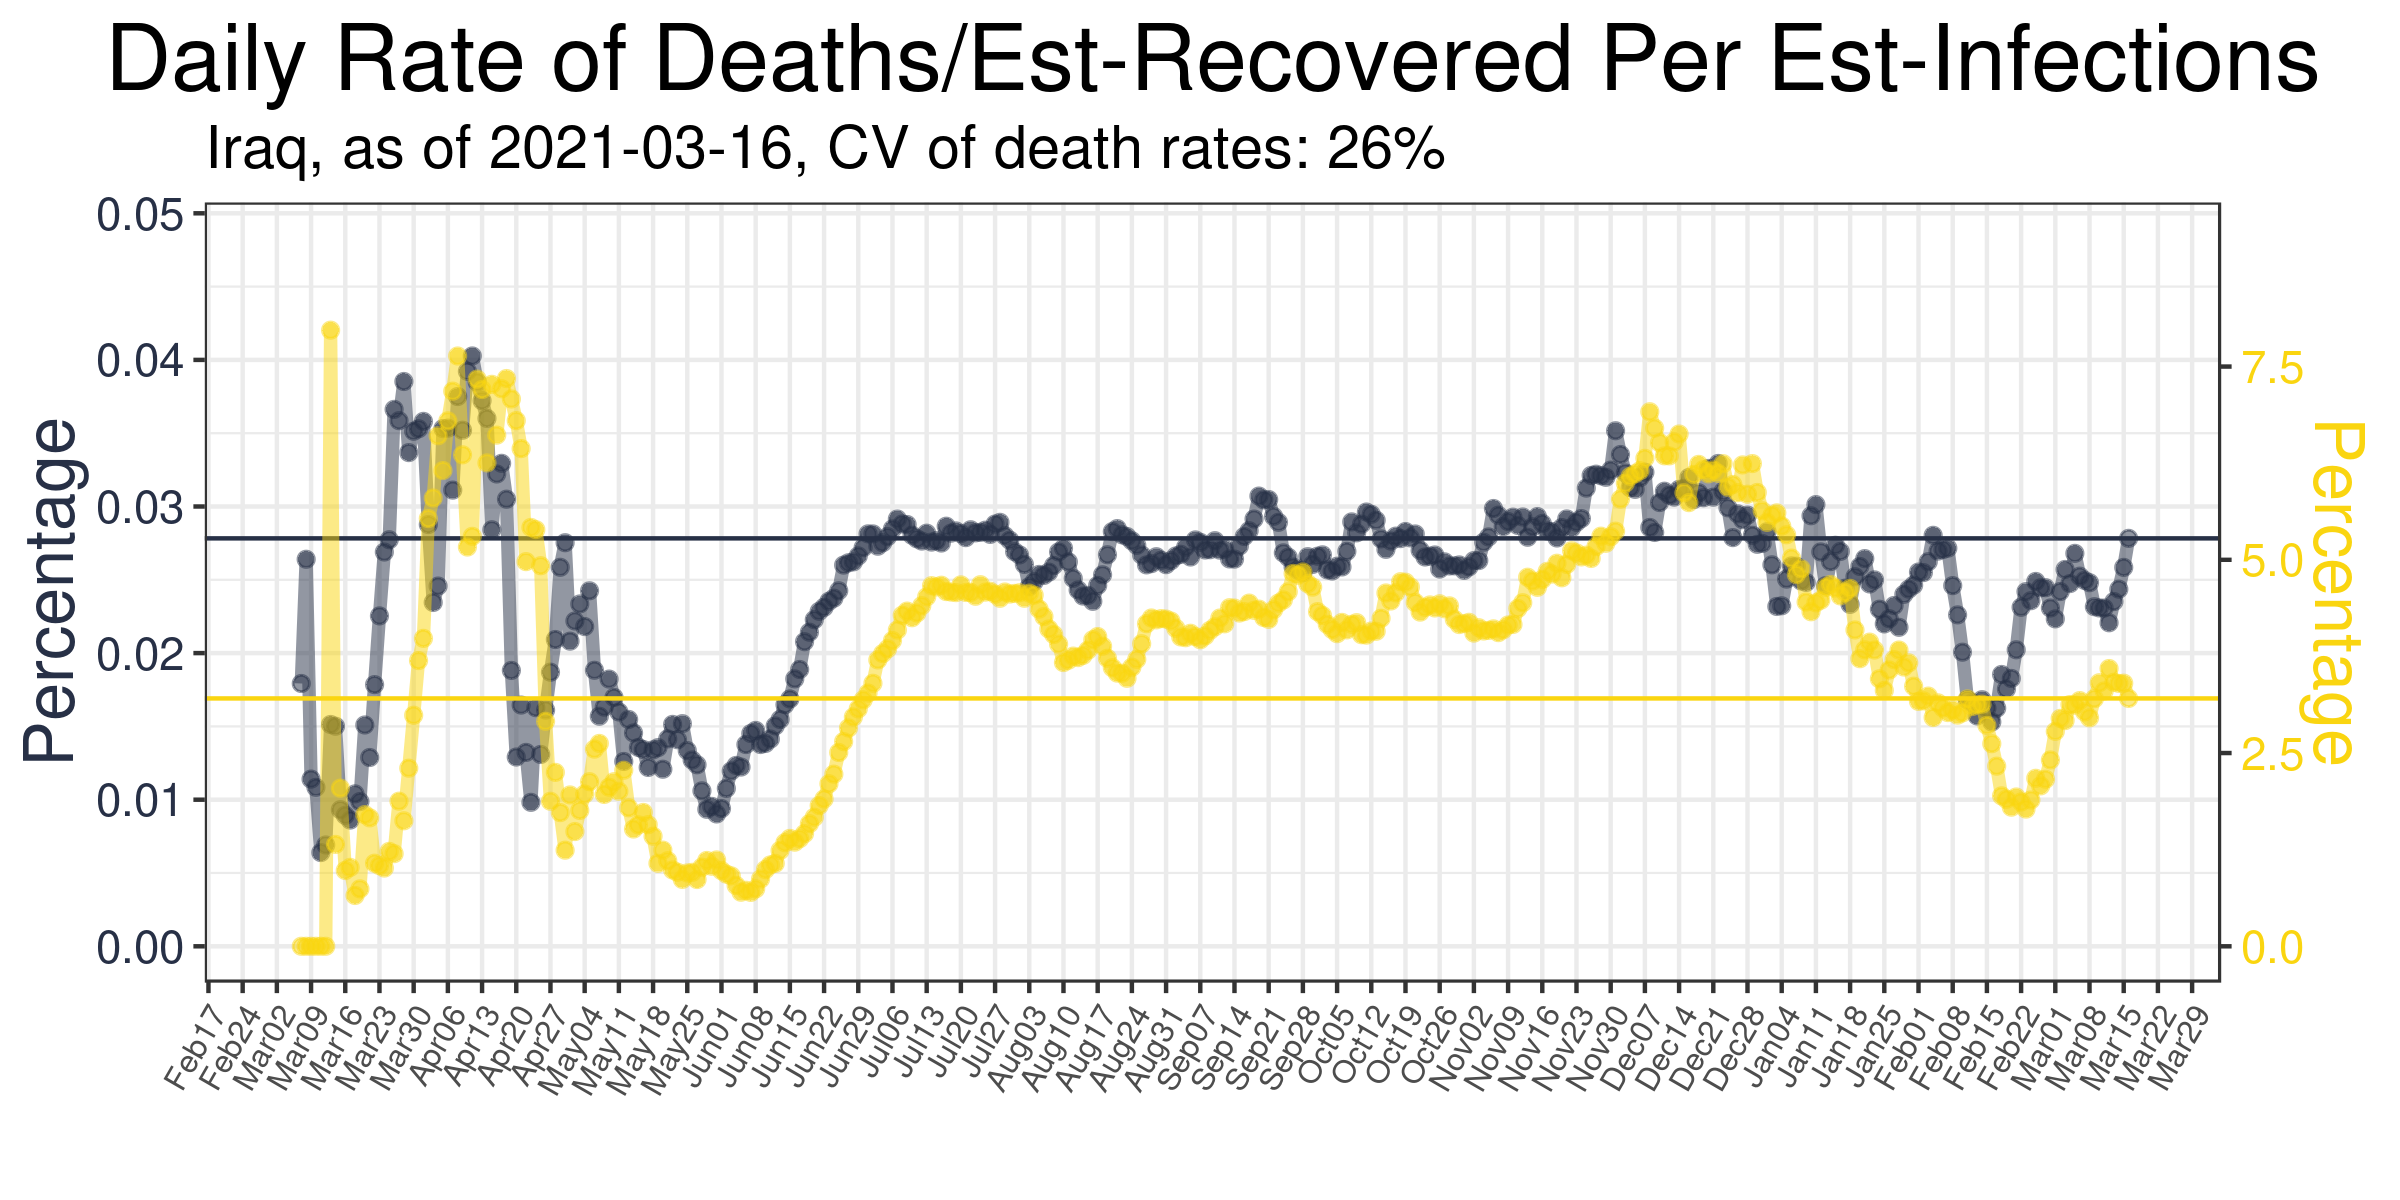 Daily Rate of Deaths/Est-Recovered Per Est-Infections
Iraq, as of 2021-03-16, CV of death rates: 26%
Percentage
0.05
0.04
0.03
0.02
0.01
0.00
7.5
5.0
2.5
0.0
Percentage
Feb17
Feb24
Mar02
Mar09
Mar16
Mar23
Mar30
Apr06
Apr13
Apr20
Apr27
May04
May11
May18
May25
Jun01
Jun08
Jun15
Jun22
Jun29
Jul06
Jul13
Jul20
Jul27
Aug03
Aug10
Aug17
Aug24
Aug31
Sep07
Sep14
Sep21
Sep28
Oct05
Oct12
Oct19
Oct26
Nov02
Nov09
Nov16
Nov23
Nov30
Dec07
Dec14
Dec21
Dec28
Jan04
Jan11
Jan18
Jan25
Feb01
Feb08
Feb15
Feb22
Mar01
Mar08
Mar15
Mar22
Mar29